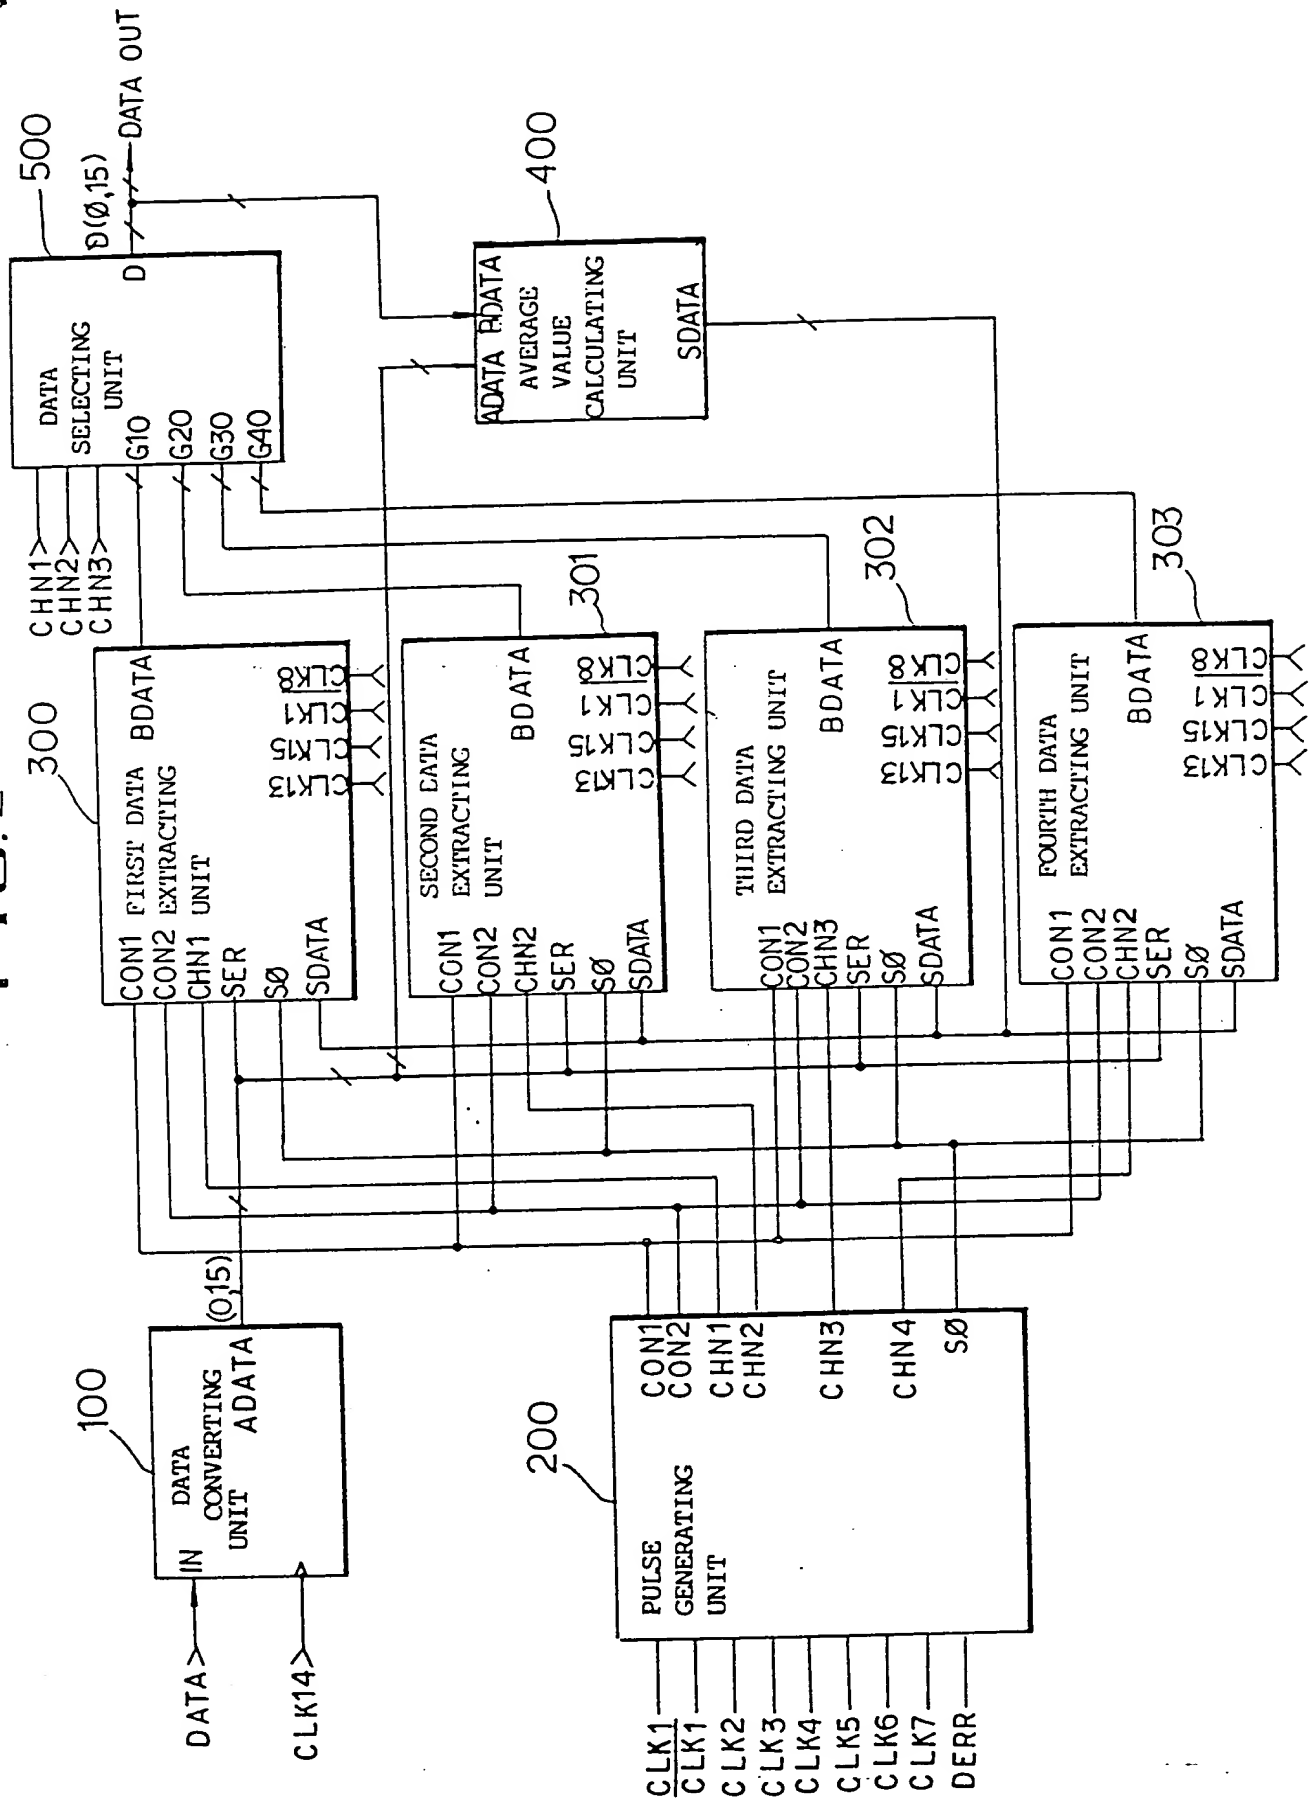 DATA>
CLK14>
IN
DATA
CONVERTING
UNIT
ADATA
100
(0,15)
CLK1
CLK1
CLK2
CLK3
CLK4
CLK5
CLK6
CLK7
DERR
PULSE
GENERATING
UNIT
200
CON1
CON2
CHN1
CHN2
CHN3
CHN4
SØ
CON1
CON2
CHN1
SER
SØ
SDATA
FIRST DATA
EXTRACTING
UNIT
BDATA
300
CLK13
CLK15
CLK1
CLK8
CON1
CON2
CHN2
SER
SØ
SDATA
SECOND DATA
EXTRACTING
UNIT
BDATA
301
CLK13
CLK15
CLK1
CLK8
CON1
CON2
CHN3
SER
SØ
SDATA
THIRD DATA
EXTRACTING UNIT
BDATA
302
CLK13
CLK15
CLK1
CLK8
CON1
CON2
CHN2
SER
SØ
SDATA
FOURTH DATA
EXTRACTING UNIT
BDATA
303
CLK13
CLK15
CLK1
CLK8
CHN1>
CHN2>
CHN3>
DATA
SELECTING
UNIT
G10
G20
G30
G40
D
500
D(Ø,15)
DATA OUT
ADATA BDATA
AVERAGE
VALUE
CALCULATING
UNIT
SDATA
400